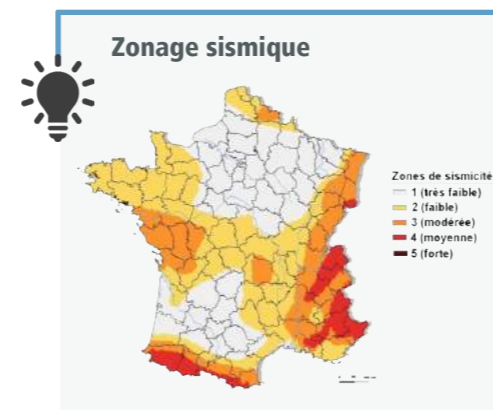 Zonage sismique
Zones de sismicité
1 (très faible)
2 (faible)
3 (modérée)
4 (moyenne)
5 (forte)